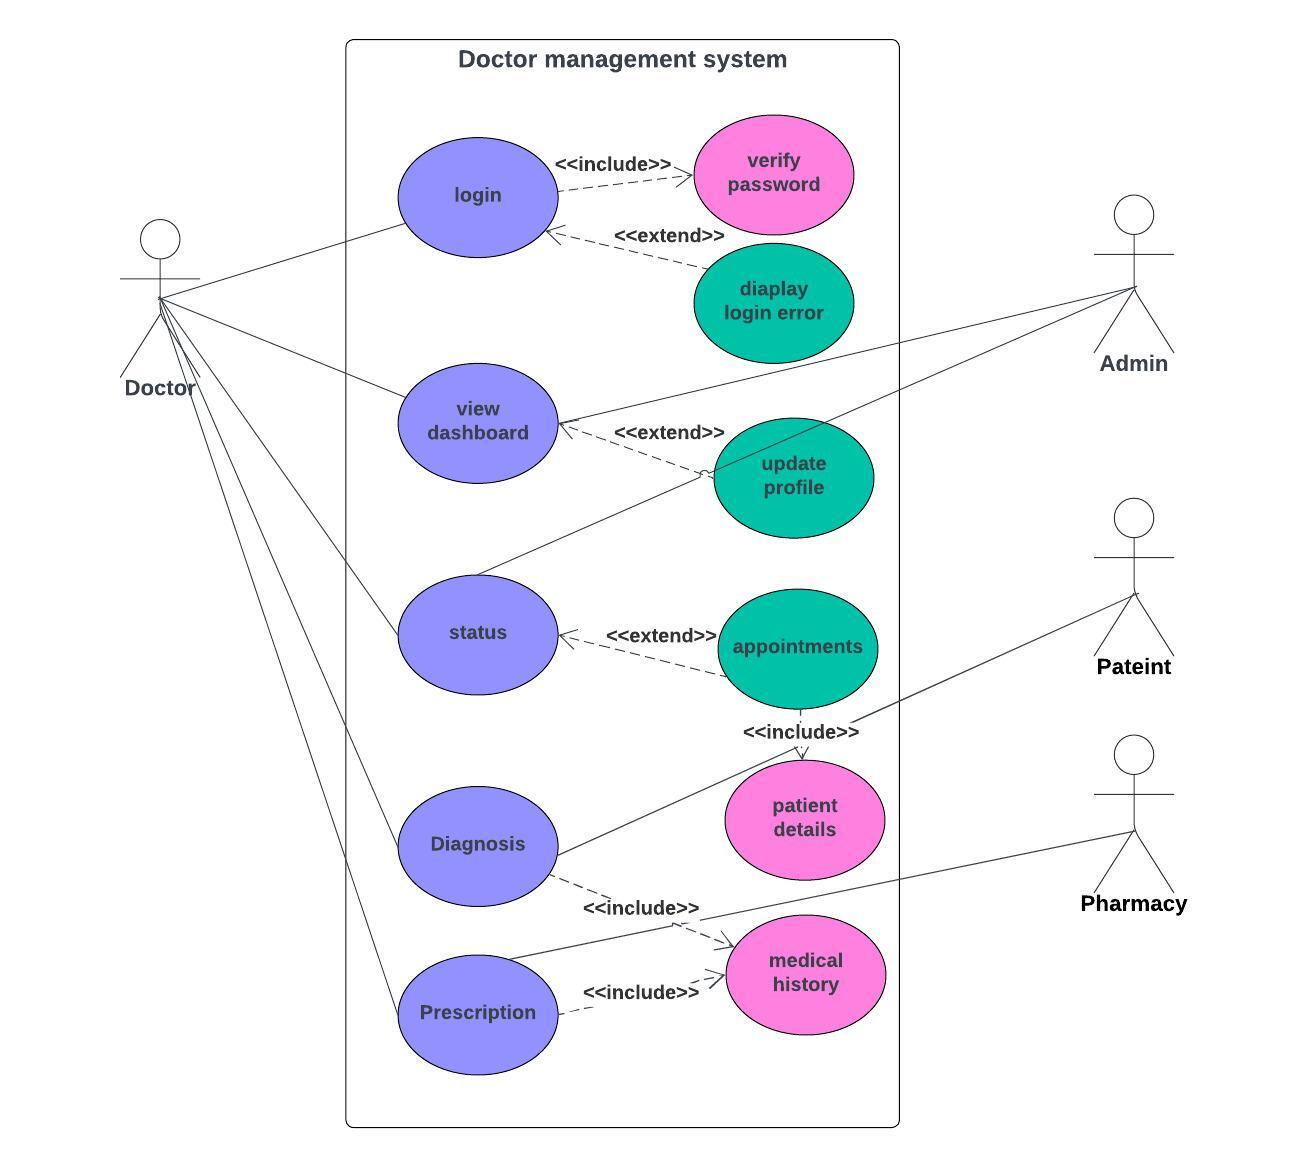 Doctor management system
login
<<include>>
verify
password
<<extend>>
diaplay
login error
Doctor
Admin
view
dashboard
<<extend>>
update
profile
status
<<extend>>
appointments
Pateint
<<include>>
patient
details
Diagnosis
Pharmacy
<<include>>
medical
history
Prescription
<<include>>